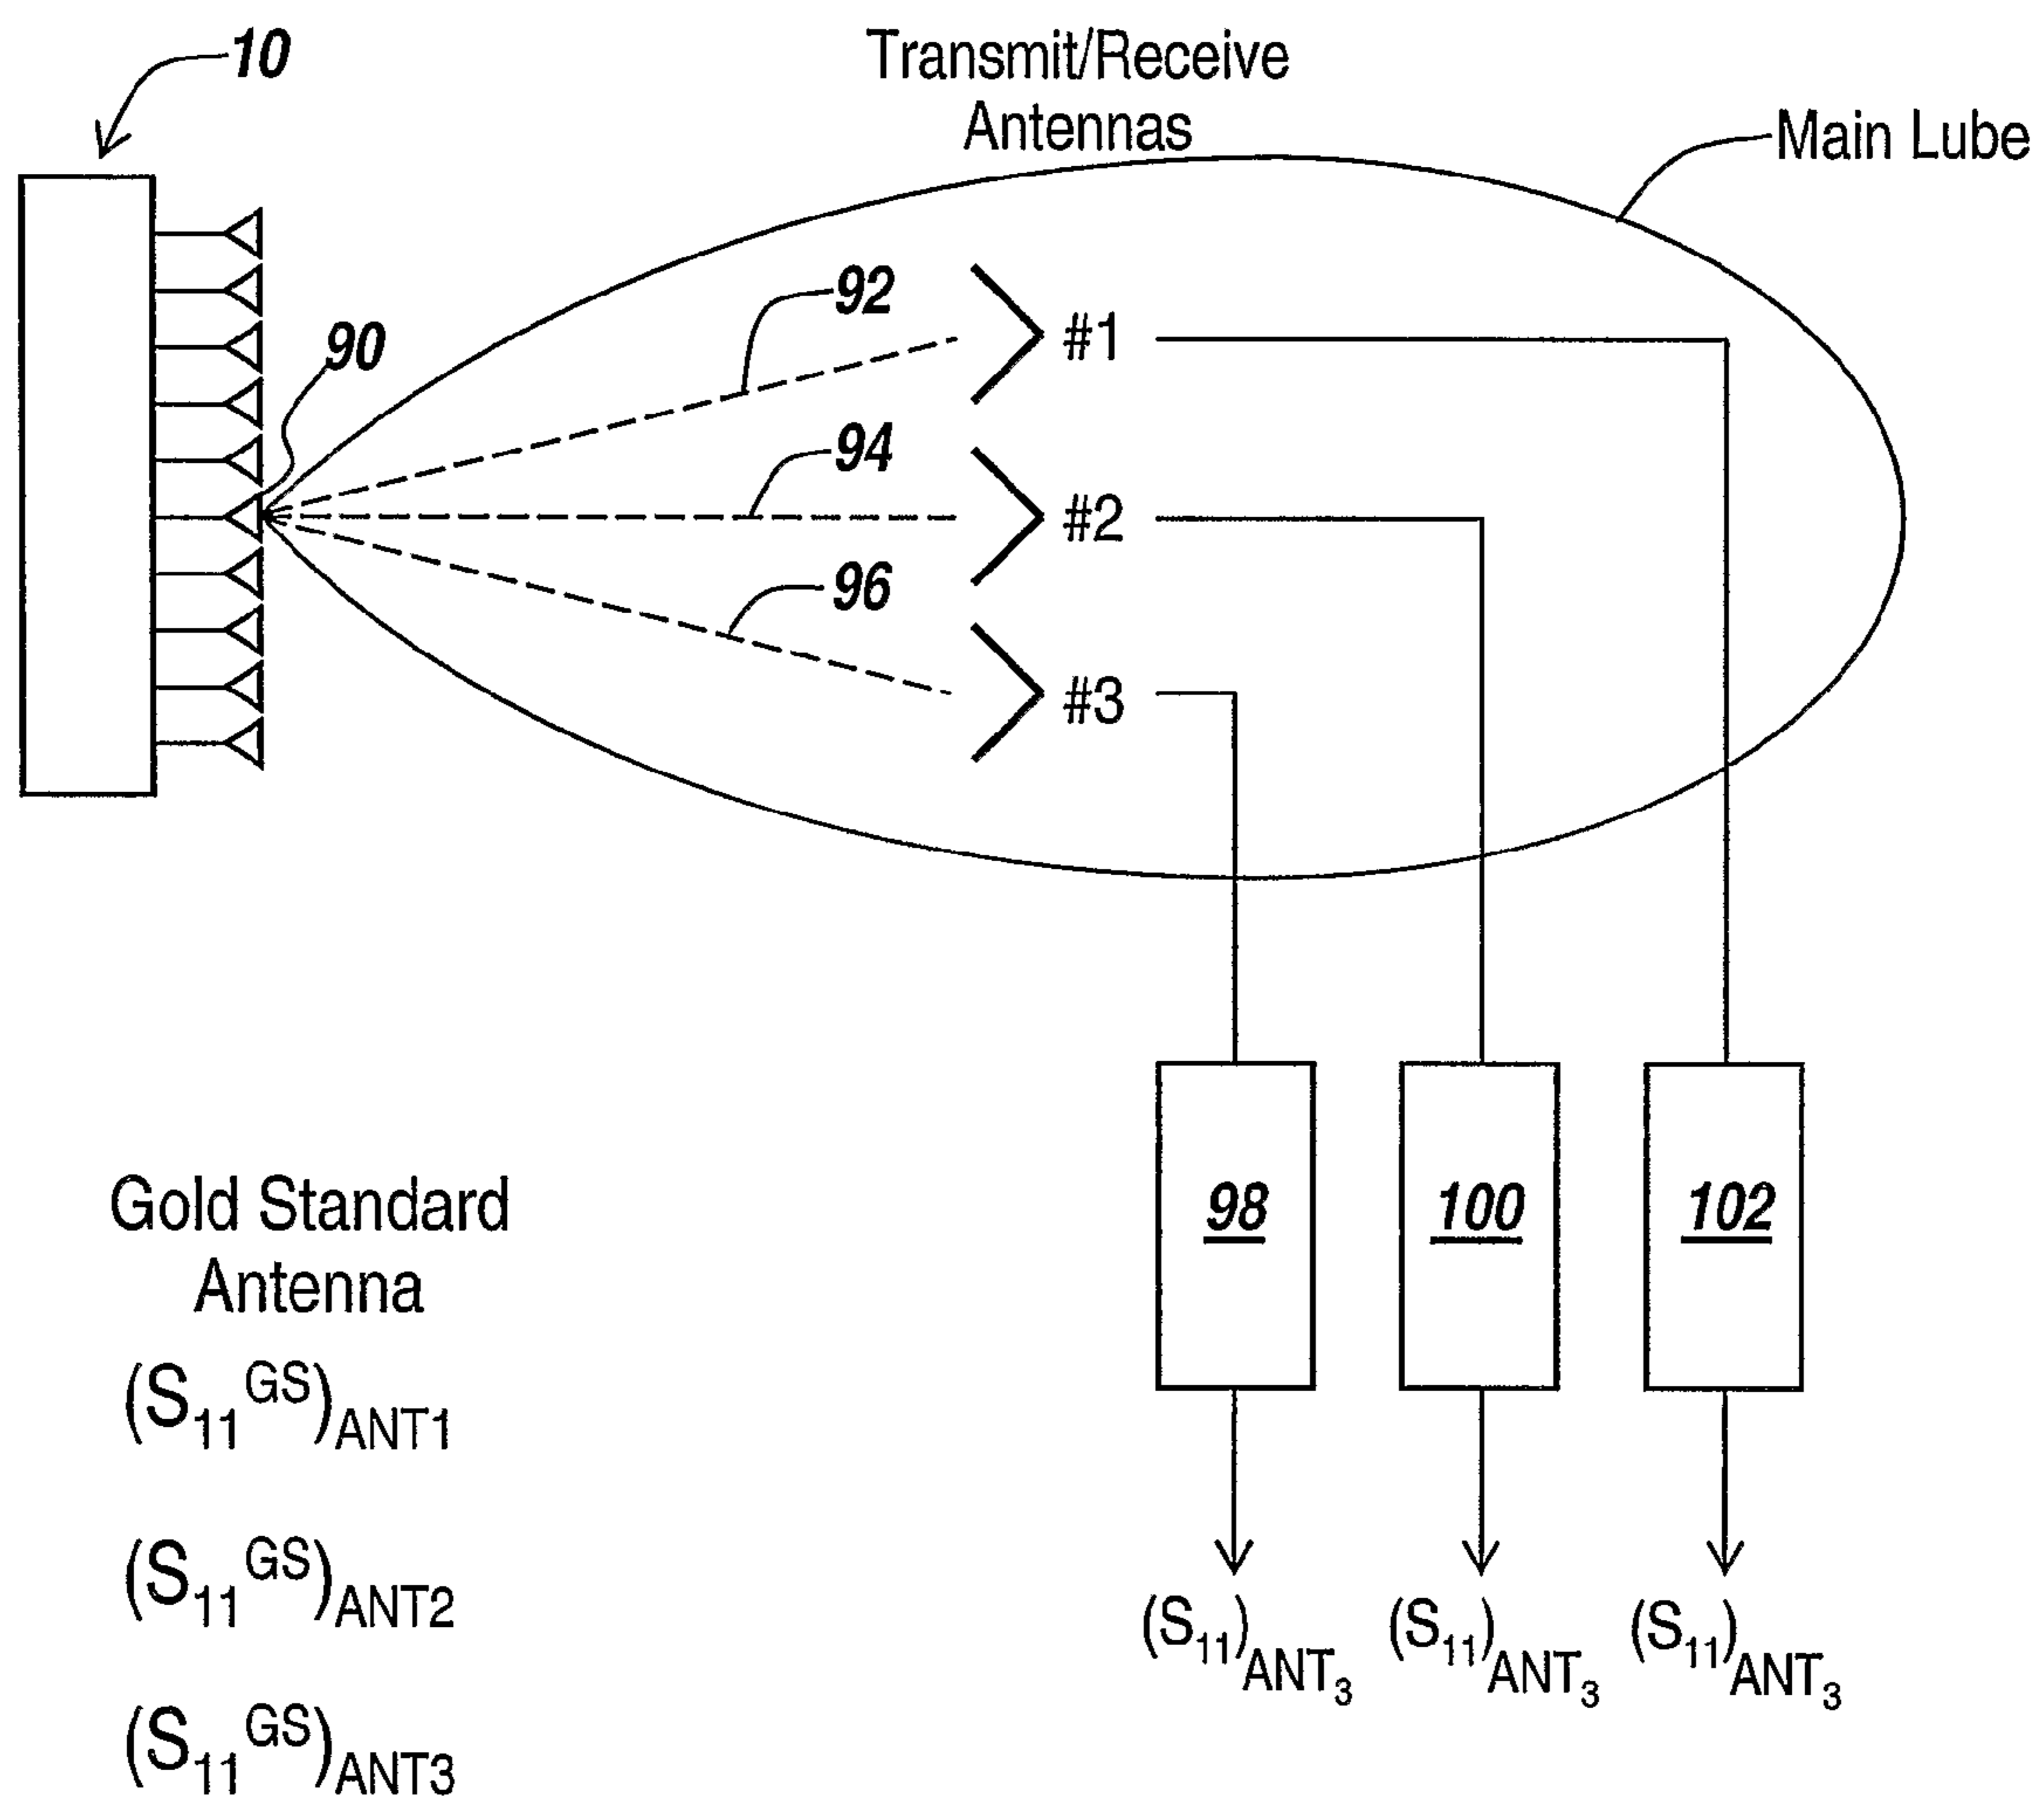 10
Transmit/Receive
Antennas
Main Lube
92
#1
90
94
#2
96
#3
98
100
102
Gold Standard
Antenna
(S₁₁ᴳˢ)ANT1
(S₁₁ᴳˢ)ANT2
(S₁₁ᴳˢ)ANT3
(S₁₁)ANT₃
(S₁₁)ANT₃
(S₁₁)ANT₃